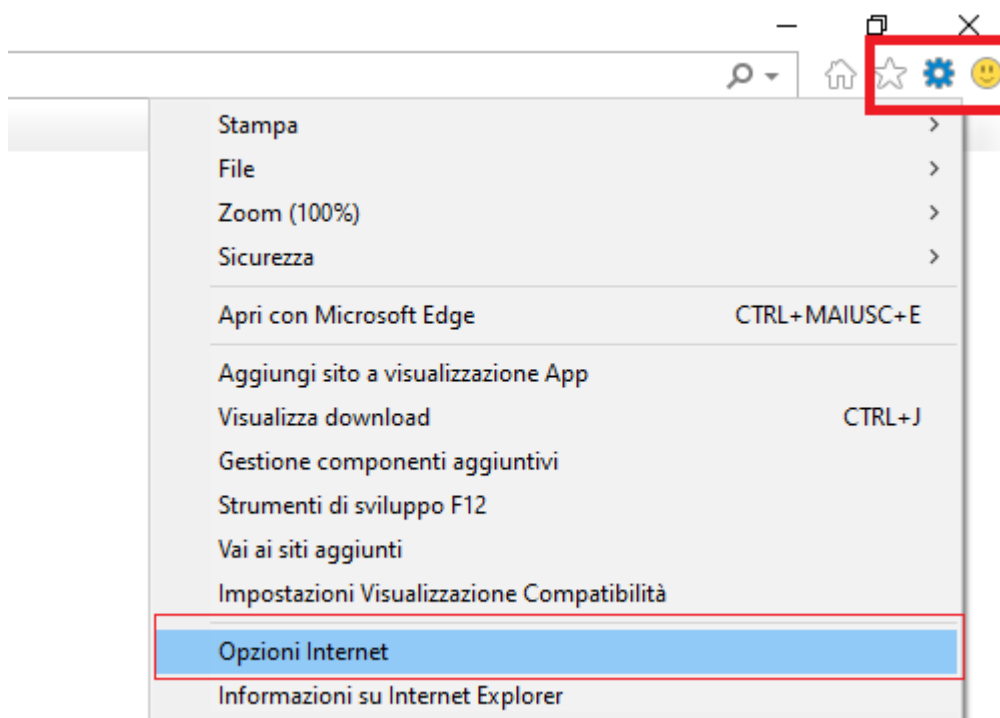 Stampa
File
Zoom (100%)
Sicurezza
Apri con Microsoft Edge CTRL+MAIUSC+E
Aggiungi sito a visualizzazione App
Visualizza download CTRL+J
Gestione componenti aggiuntivi
Strumenti di sviluppo F12
Vai ai siti aggiunti
Impostazioni Visualizzazione Compatibilità
Opzioni Internet
Informazioni su Internet Explorer